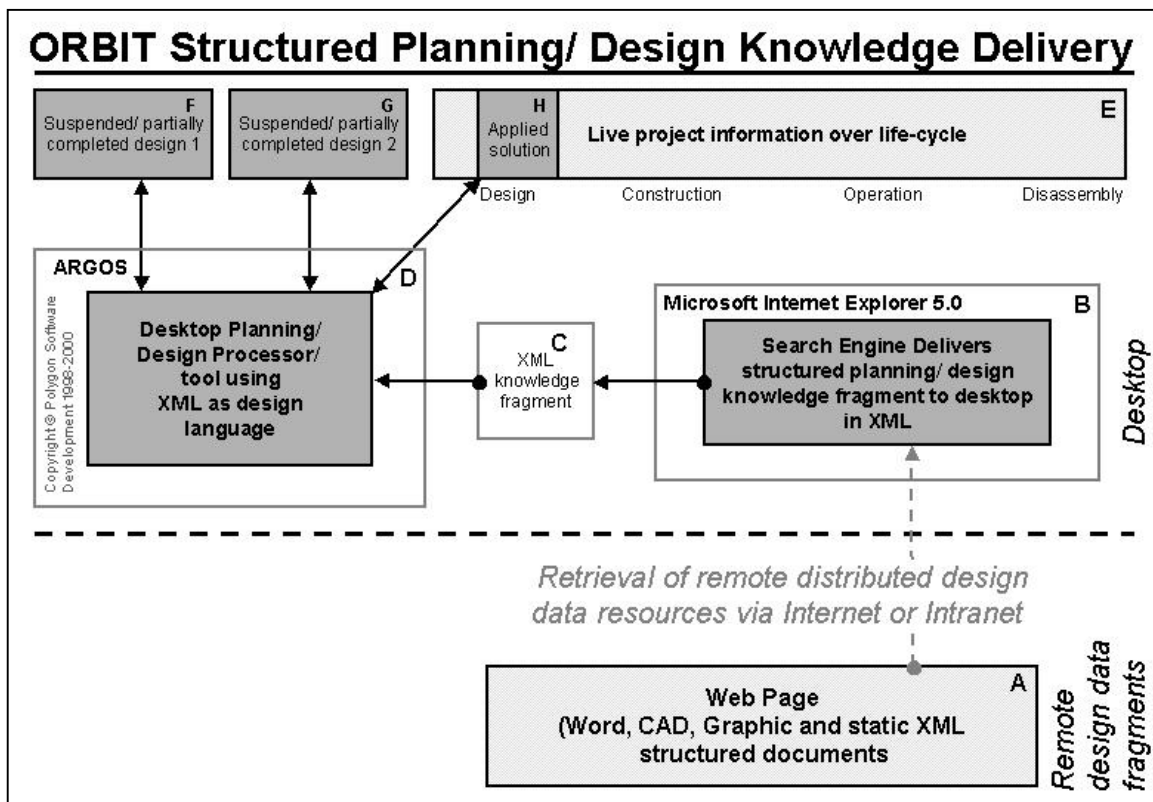 ORBIT Structured Planning/ Design Knowledge Delivery
F
Suspended/ partially
completed design 1
G
Suspended/ partially
completed design 2
H
Applied
solution
E
Live project information over life-cycle
Design
Construction
Operation
Disassembly
ARGOS
D
Copyright © Polygon Software
Development 1998-2000
Desktop Planning/
Design Processor/
tool using
XML as design
language
C
XML
knowledge
fragment
Microsoft Internet Explorer 5.0
B
Search Engine Delivers
structured planning/ design
knowledge fragment to desktop
in XML
Desktop
Retrieval of remote distributed design
data resources via Internet or Intranet
A
Web Page
(Word, CAD, Graphic and static XML
structured documents
Remote
design data
fragments